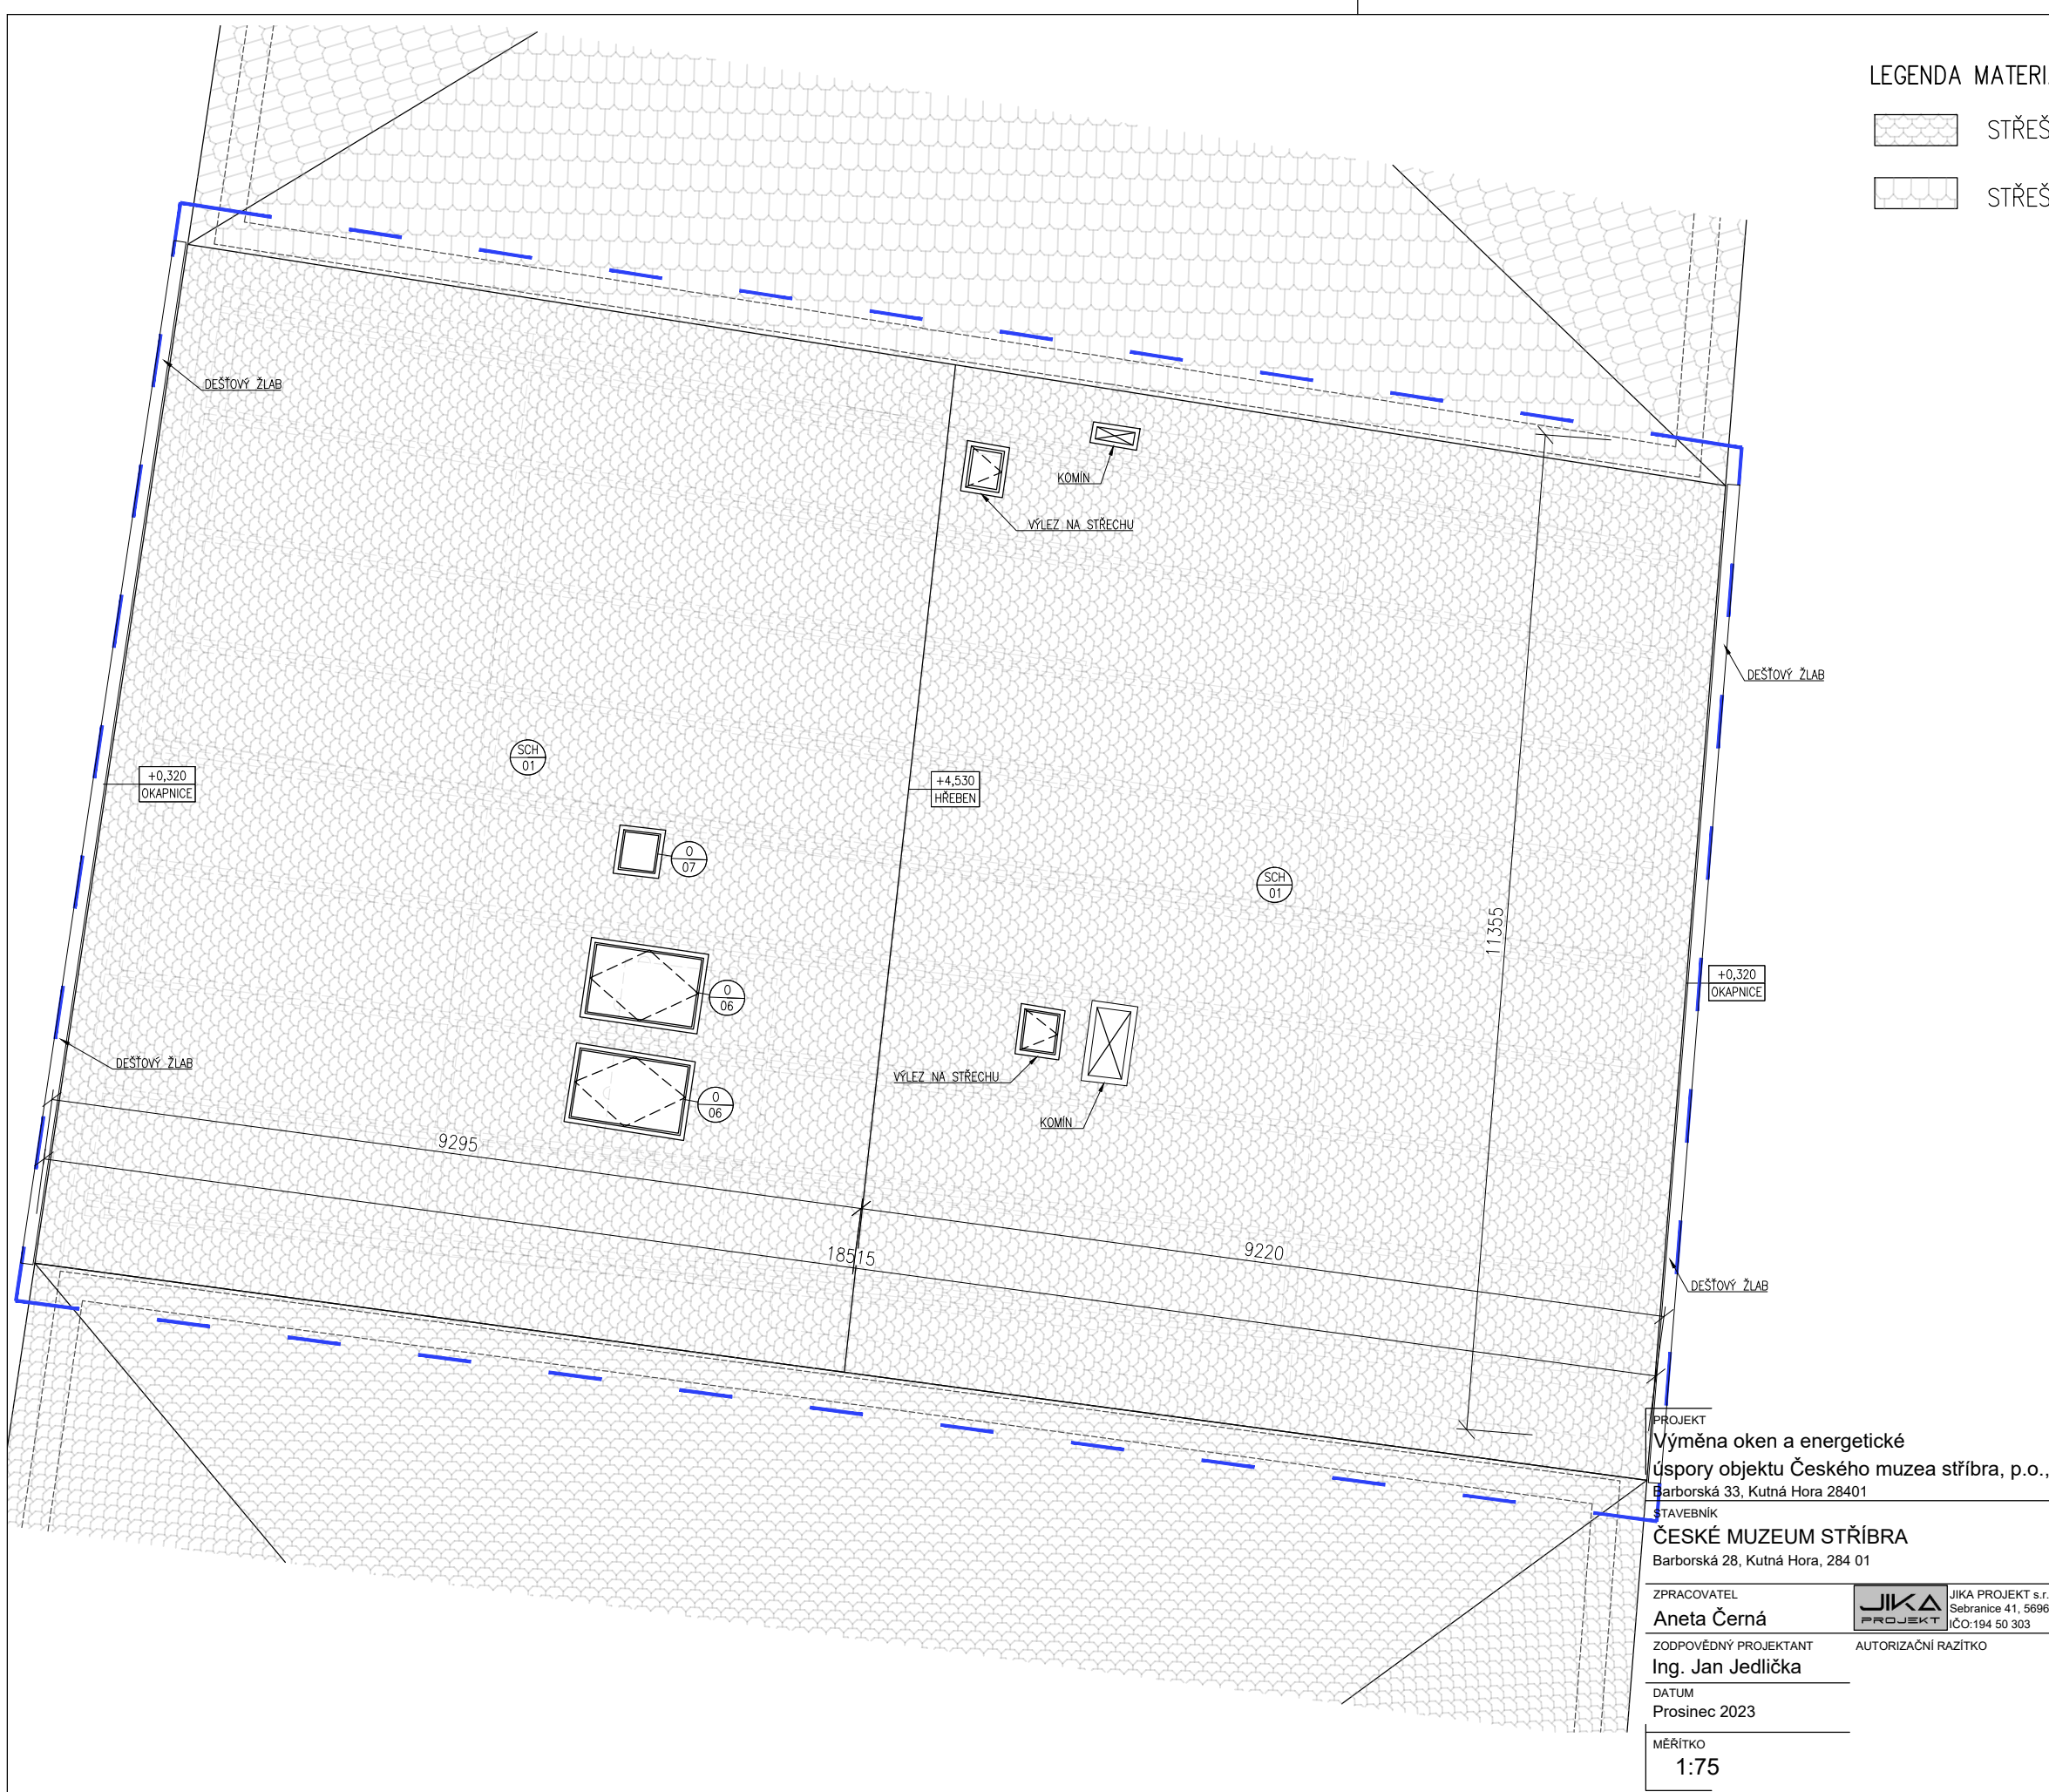 LEGENDA MATERI
STŘEŠ
STŘEŠ
DEŠŤOVÝ ŽLAB
KOMÍN
VÝLEZ NA STŘECHU
DEŠŤOVÝ ŽLAB
SCH
01
+0,320
OKAPNICE
+4,530
HŘEBEN
O
07
SCH
01
11355
+0,320
OKAPNICE
O
06
DEŠŤOVÝ ŽLAB
VÝLEZ NA STŘECHU
O
06
KOMÍN
9295
18515
9220
DEŠŤOVÝ ŽLAB
PROJEKT
Výměna oken a energetické
úspory objektu Českého muzea stříbra, p.o.,
Barborská 33, Kutná Hora 28401
STAVEBNÍK
ČESKÉ MUZEUM STŘÍBRA
Barborská 28, Kutná Hora, 284 01
ZPRACOVATEL
Aneta Černá
JIKA
PROJEKT
JIKA PROJEKT s.r.
Sebranice 41, 5696
IČO:194 50 303
ZODPOVĚDNÝ PROJEKTANT
Ing. Jan Jedlička
AUTORIZAČNÍ RAZÍTKO
DATUM
Prosinec 2023
MĚŘÍTKO
1:75